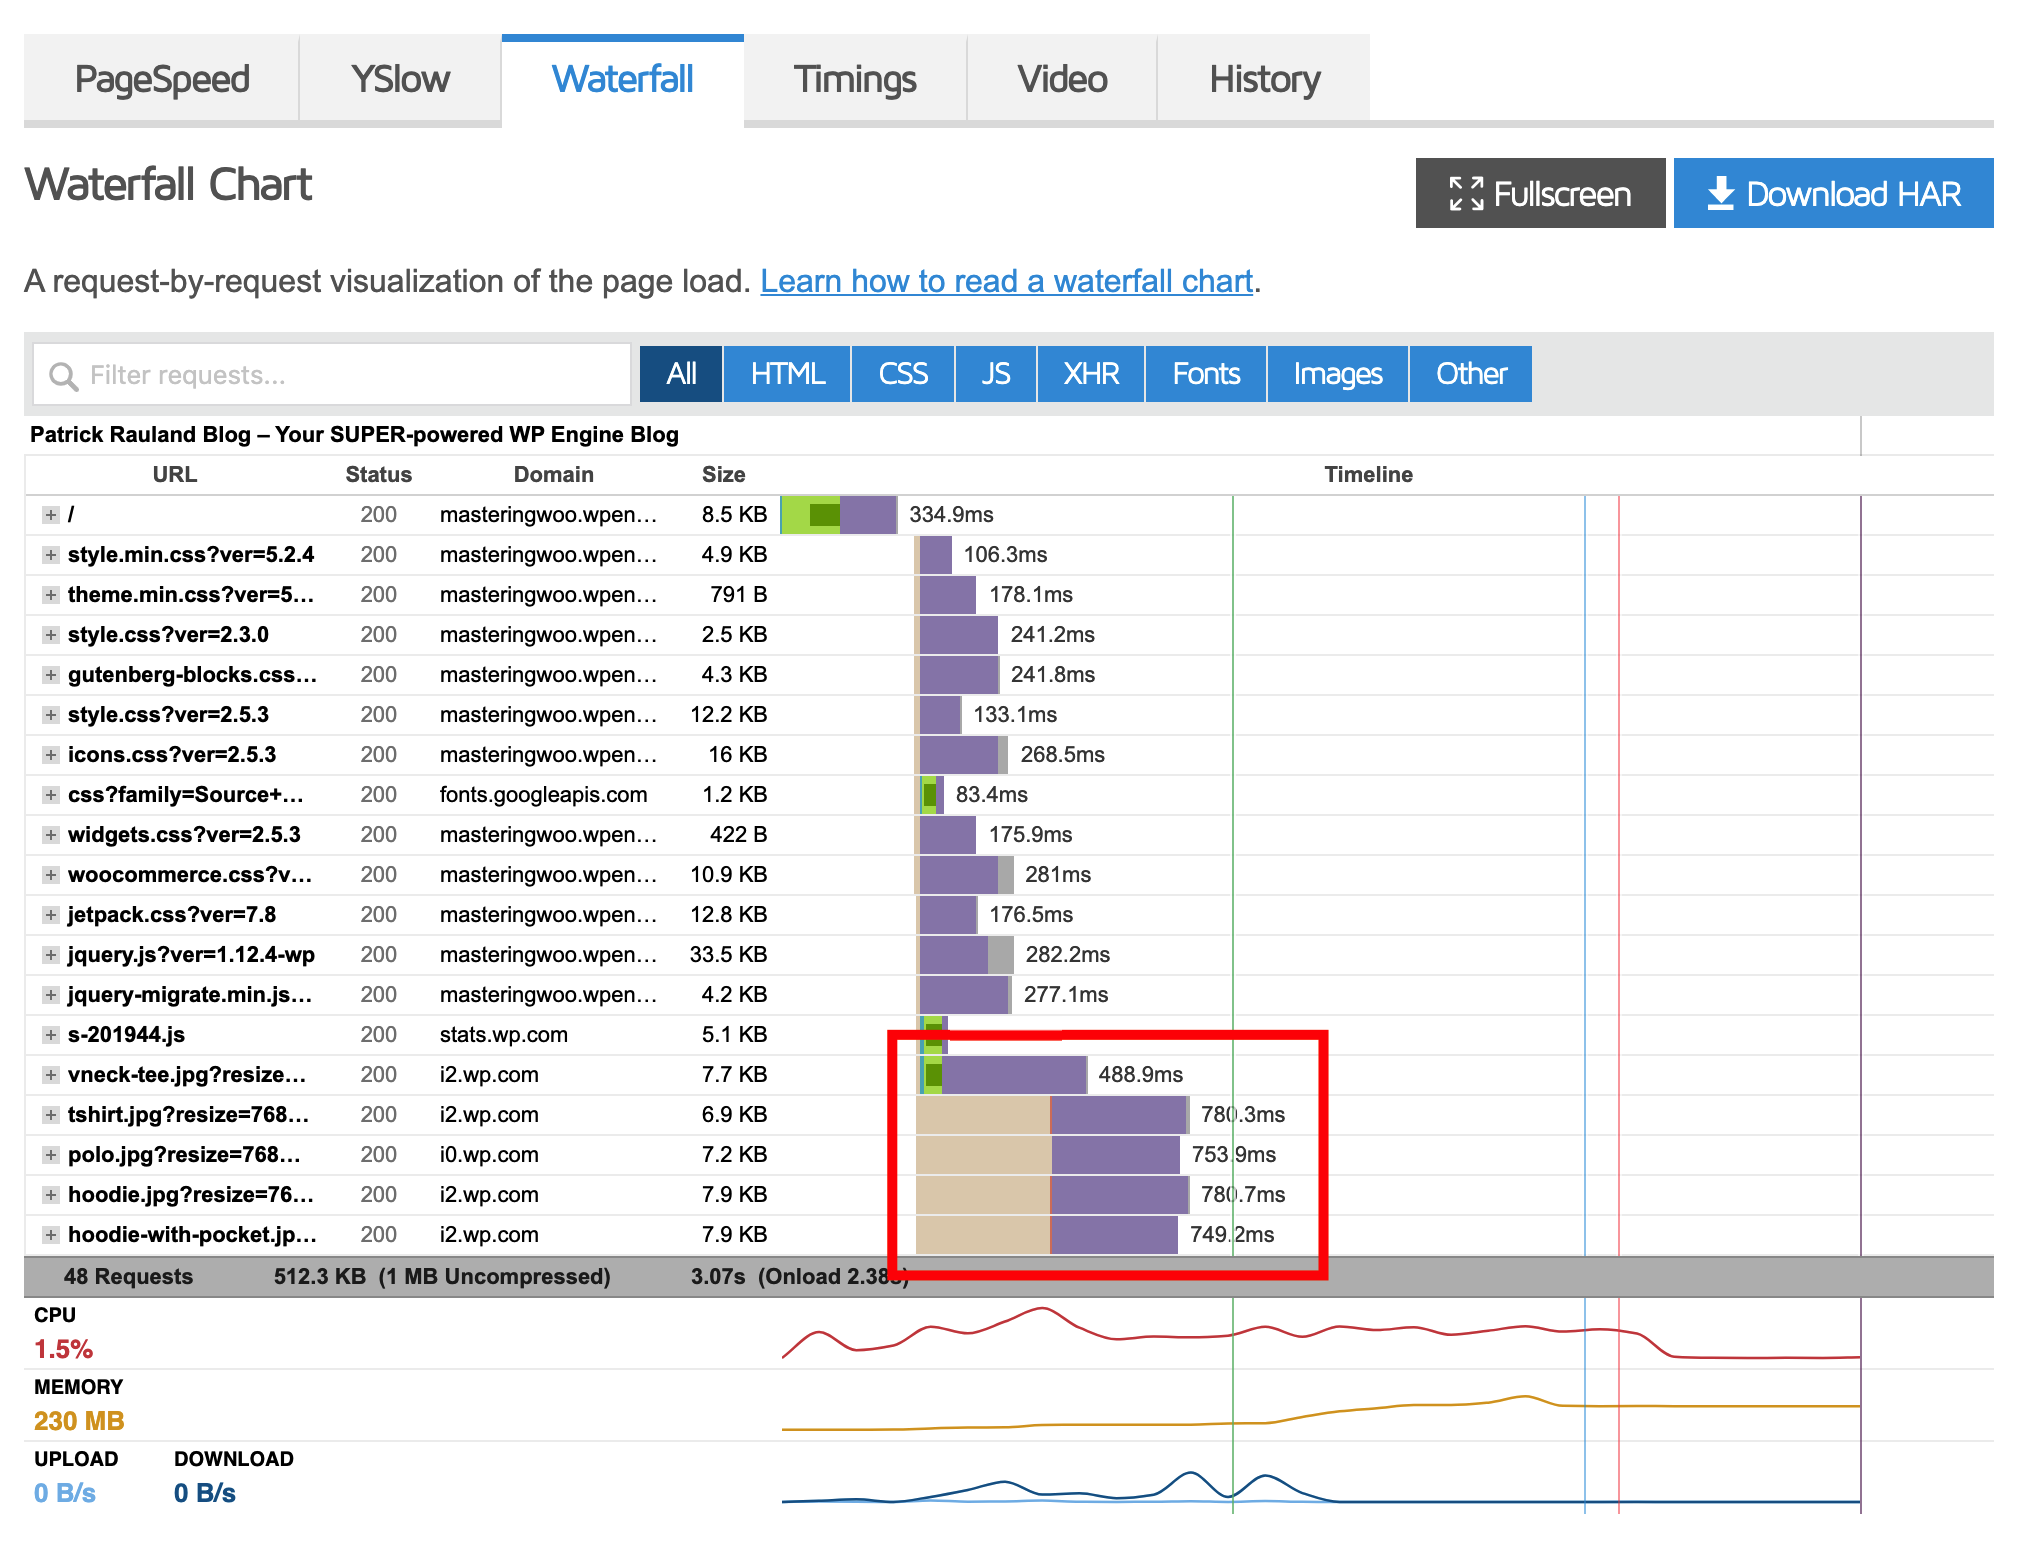 PageSpeed YSlow Waterfall Timings Video History
Waterfall Chart
Fullscreen Download HAR
A request-by-request visualization of the page load. Learn how to read a waterfall chart.
Filter requests... All HTML CSS JS XHR Fonts Images Other
Patrick Rauland Blog – Your SUPER-powered WP Engine Blog
URL Status Domain Size Timeline
/ 200 masteringwoo.wpen... 8.5 KB 334.9ms
style.min.css?ver=5.2.4 200 masteringwoo.wpen... 4.9 KB 106.3ms
theme.min.css?ver=5... 200 masteringwoo.wpen... 791 B 178.1ms
style.css?ver=2.3.0 200 masteringwoo.wpen... 2.5 KB 241.2ms
gutenberg-blocks.css... 200 masteringwoo.wpen... 4.3 KB 241.8ms
style.css?ver=2.5.3 200 masteringwoo.wpen... 12.2 KB 133.1ms
icons.css?ver=2.5.3 200 masteringwoo.wpen... 16 KB 268.5ms
css?family=Source+... 200 fonts.googleapis.com 1.2 KB 83.4ms
widgets.css?ver=2.5.3 200 masteringwoo.wpen... 422 B 175.9ms
woocommerce.css?v... 200 masteringwoo.wpen... 10.9 KB 281ms
jetpack.css?ver=7.8 200 masteringwoo.wpen... 12.8 KB 176.5ms
jquery.js?ver=1.12.4-wp 200 masteringwoo.wpen... 33.5 KB 282.2ms
jquery-migrate.min.js... 200 masteringwoo.wpen... 4.2 KB 277.1ms
s-201944.js 200 stats.wp.com 5.1 KB
vneck-tee.jpg?resize... 200 i2.wp.com 7.7 KB 488.9ms
tshirt.jpg?resize=768... 200 i2.wp.com 6.9 KB 780.3ms
polo.jpg?resize=768... 200 i0.wp.com 7.2 KB 753.9ms
hoodie.jpg?resize=76... 200 i2.wp.com 7.9 KB 780.7ms
hoodie-with-pocket.jp... 200 i2.wp.com 7.9 KB 749.2ms
48 Requests 512.3 KB (1 MB Uncompressed) 3.07s (Onload 2.38s)
CPU
1.5%
MEMORY
230 MB
UPLOAD DOWNLOAD
0 B/s 0 B/s